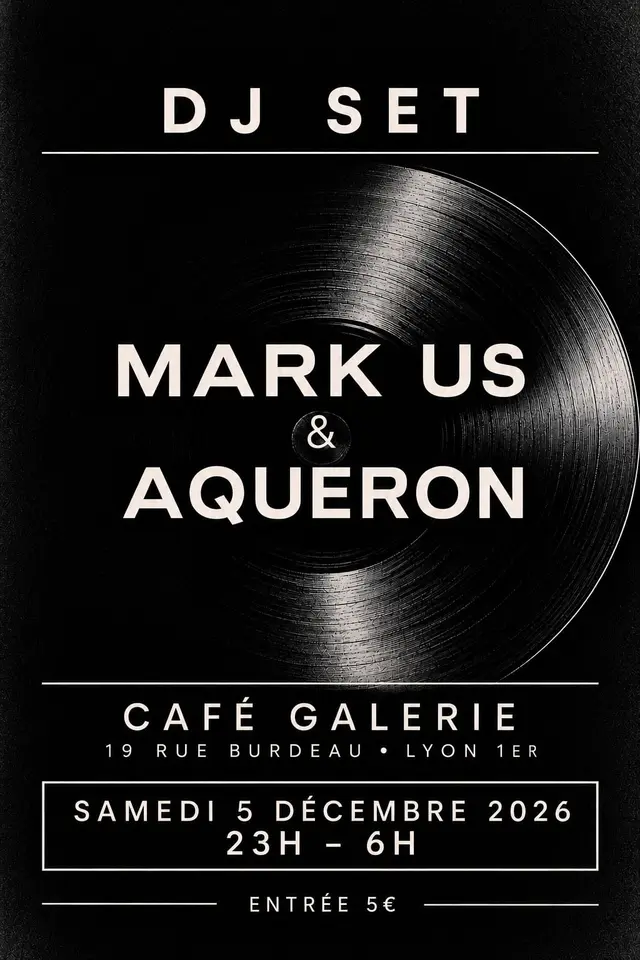 DJ SET
MARK US
&
AQUERON
CAFÉ GALERIE
19 RUE BURDEAU • LYON 1ER
SAMEDI 5 DÉCEMBRE 2026
23H – 6H
ENTRÉE 5€